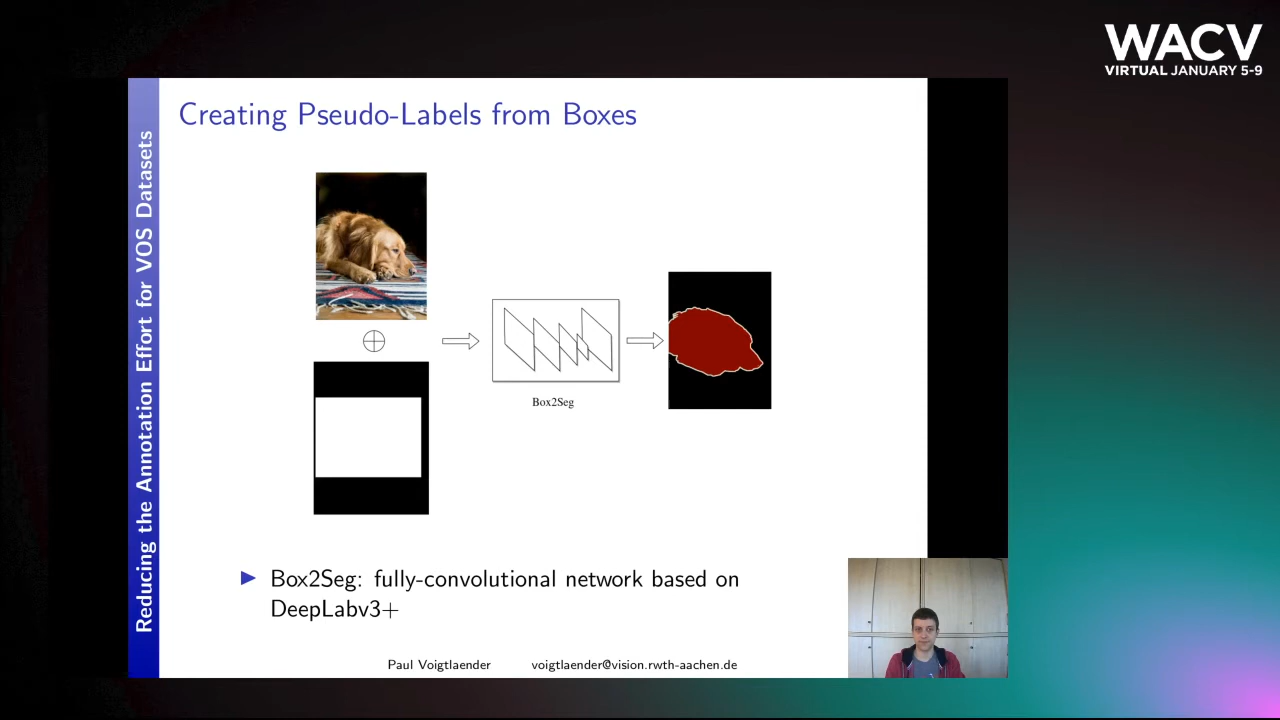 WACV
VIRTUAL JANUARY 5-9
Creating Pseudo-Labels from Boxes
Reducing the Annotation Effort for VOS Datasets
Box2Seg
Box2Seg: fully-convolutional network based on
DeepLabv3+
Paul Voigtlaender voigtlaender@vision.rwth-aachen.de